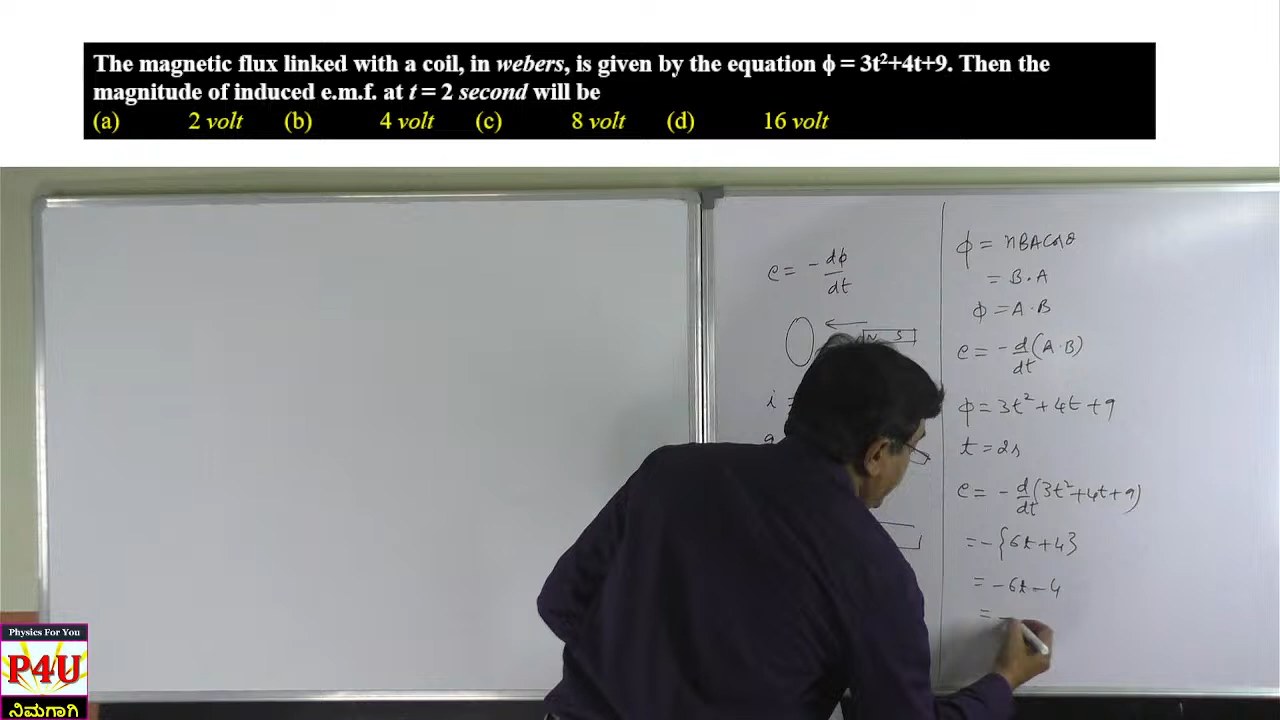 The magnetic flux linked with a coil, in webers, is given by the equation ϕ = 3t²+4t+9. Then the
magnitude of induced e.m.f. at t = 2 second will be
(a) 2 volt (b) 4 volt (c) 8 volt (d) 16 volt
e = - dϕ/dt
N S
i =
ϕ = nBA cos θ
= B · A
ϕ = A · B
e = - d/dt (A · B)
ϕ = 3t² + 4t + 9
t = 2s
e = - d/dt (3t² + 4t + 9)
= - {6t + 4}
= - 6t - 4
= -
Physics For You
P4U
ನಿಮಗಾಗಿ